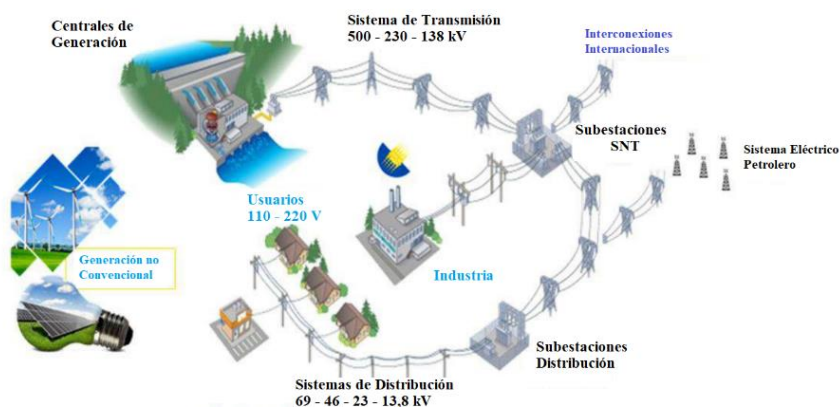 Centrales de
Generación
Sistema de Transmisión
500 - 230 - 138 kV
Interconexiones
Internacionales
Subestaciones
SNT
Sistema Eléctrico
Petrolero
Usuarios
110 - 220 V
Generación no
Convencional
Industria
Subestaciones
Distribución
Sistemas de Distribución
69 - 46 - 23 - 13,8 kV